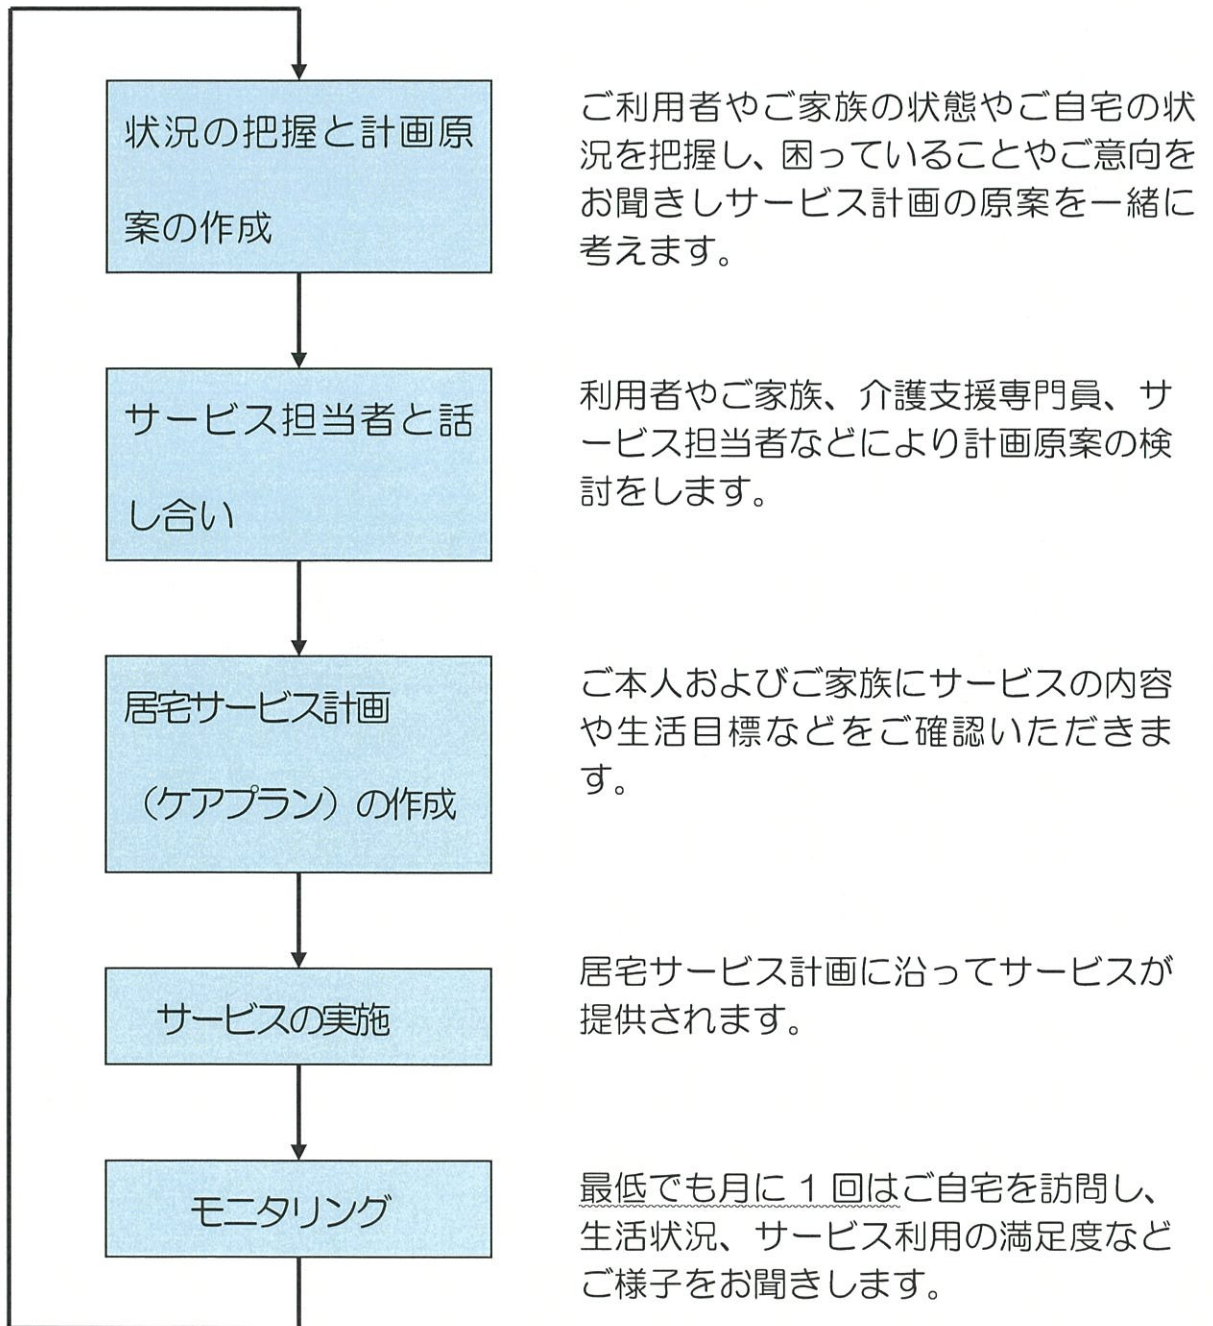 状況の把握と計画原
案の作成
ご利用者やご家族の状態やご自宅の状
況を把握し、困っていることやご意向を
お聞きしサービス計画の原案を一緒に
考えます。
サービス担当者と話
し合い
利用者やご家族、介護支援専門員、サ
ービス担当者などにより計画原案の検
討をします。
居宅サービス計画
（ケアプラン）の作成
ご本人およびご家族にサービスの内容
や生活目標などをご確認いただきま
す。
サービスの実施
居宅サービス計画に沿ってサービスが
提供されます。
モニタリング
最低でも月に 1 回はご自宅を訪問し、
生活状況、サービス利用の満足度など
ご様子をお聞きします。